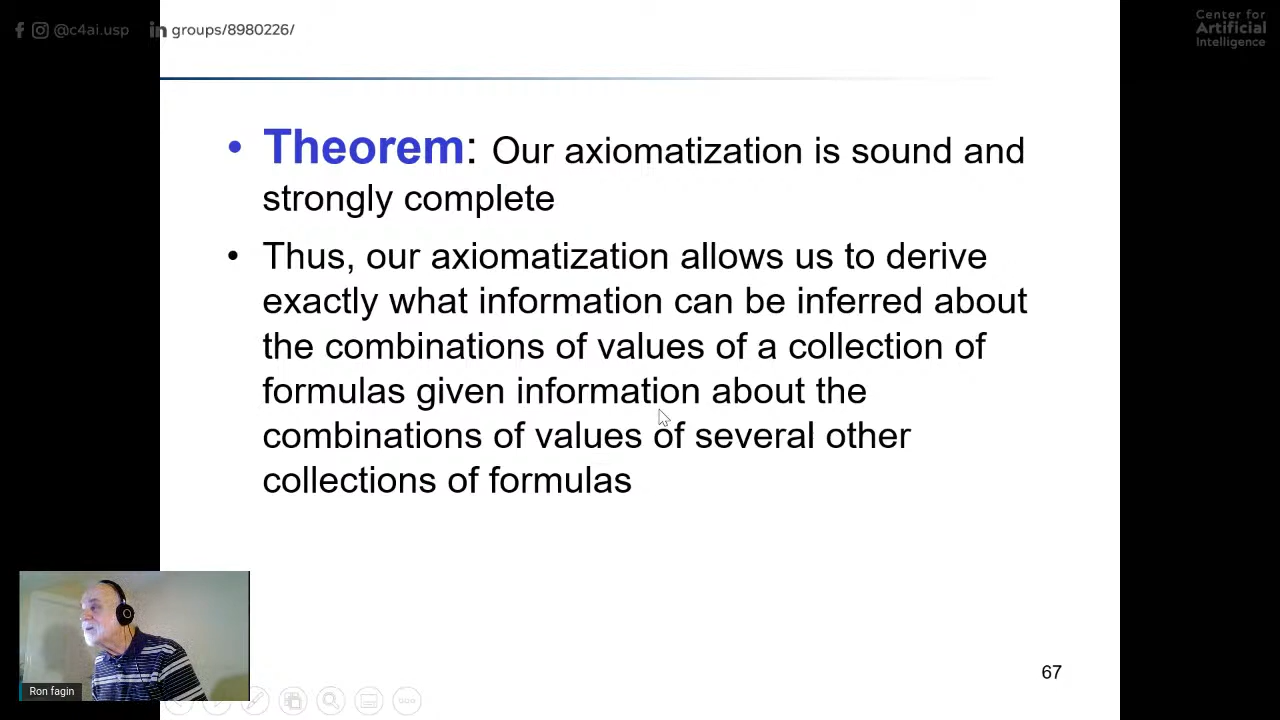 @c4ai.usp groups/8980226/
Center for
Artificial
Intelligence
• Theorem: Our axiomatization is sound and
strongly complete
• Thus, our axiomatization allows us to derive
exactly what information can be inferred about
the combinations of values of a collection of
formulas given information about the
combinations of values of several other
collections of formulas
67
Ron fagin